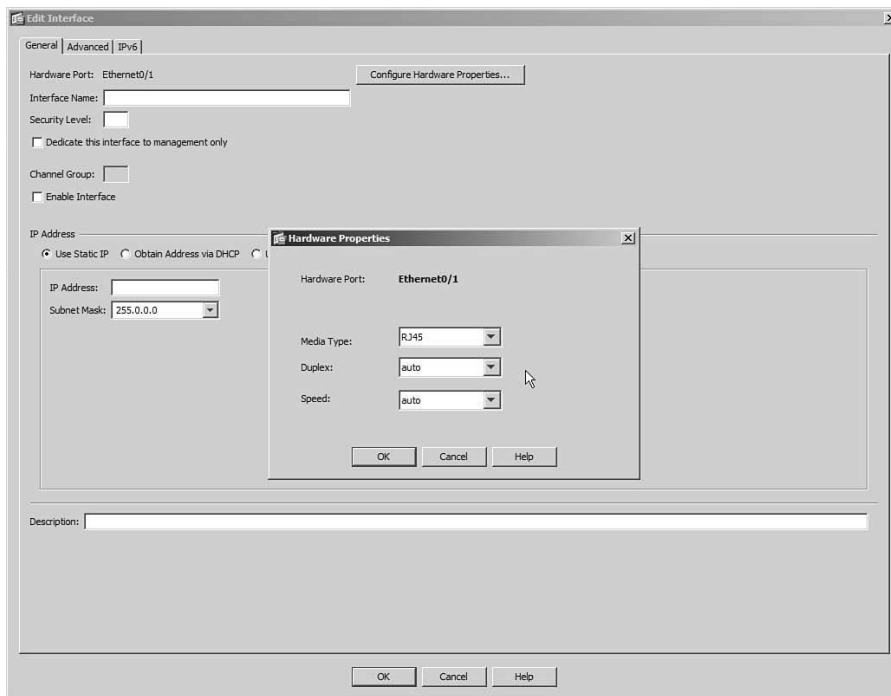 Edit Interface
General Advanced IPv6
Hardware Port: Ethernet0/1 Configure Hardware Properties...
Interface Name:
Security Level:
Dedicate this interface to management only
Channel Group:
Enable Interface
IP Address
Use Static IP Obtain Address via DHCP
IP Address:
Subnet Mask: 255.0.0.0
Hardware Properties
Hardware Port: Ethernet0/1
Media Type: RJ45
Duplex: auto
Speed: auto
OK Cancel Help
Description:
OK Cancel Help